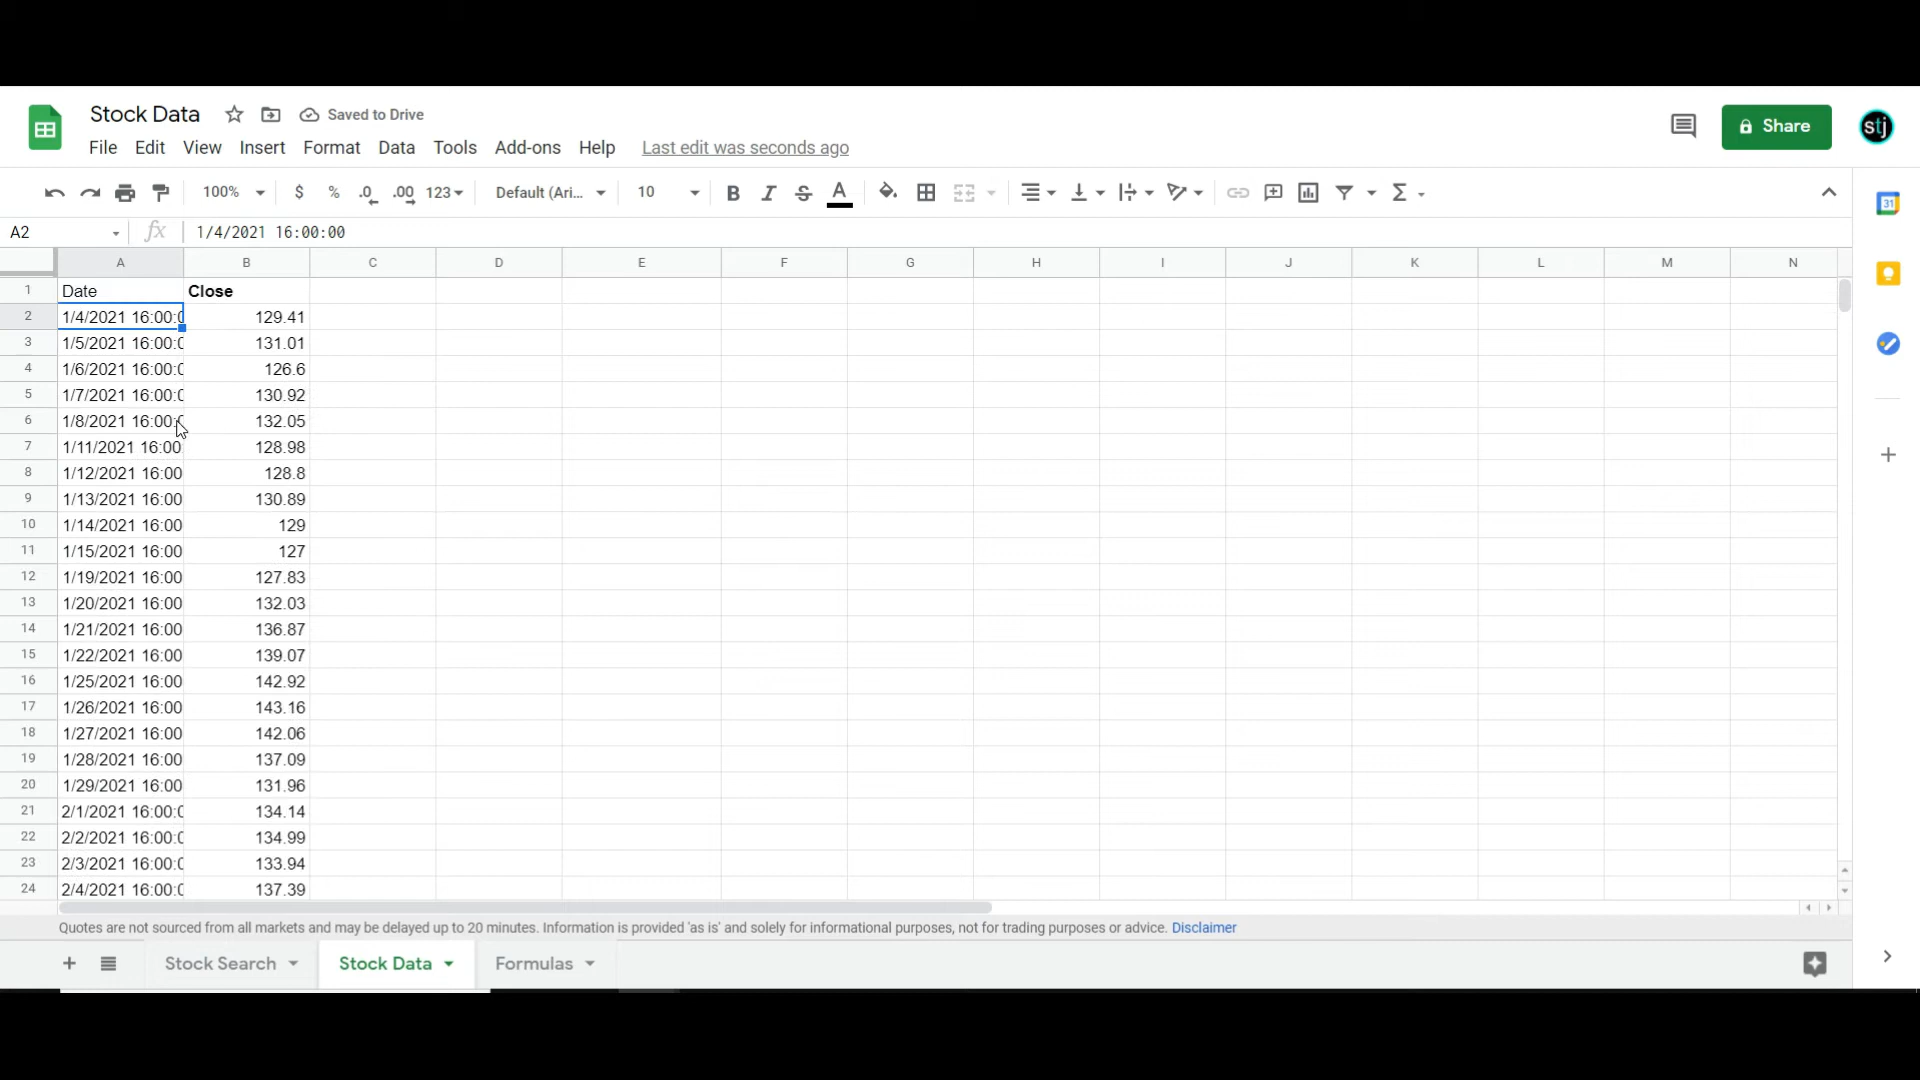 Stock Data
Saved to Drive
stj
Share
File Edit View Insert Format Data Tools Add-ons Help Last edit was seconds ago
100% $ % .0 .00 123 Default (Ari... 10 B I S A
31
A2 fx 1/4/2021 16:00:00
A B C D E F G H I J K L M N
1 Date Close
2 1/4/2021 16:00:0 129.41
3 1/5/2021 16:00:0 131.01
4 1/6/2021 16:00:0 126.6
5 1/7/2021 16:00:0 130.92
6 1/8/2021 16:00:0 132.05
7 1/11/2021 16:00 128.98
8 1/12/2021 16:00 128.8
9 1/13/2021 16:00 130.89
10 1/14/2021 16:00 129
11 1/15/2021 16:00 127
12 1/19/2021 16:00 127.83
13 1/20/2021 16:00 132.03
14 1/21/2021 16:00 136.87
15 1/22/2021 16:00 139.07
16 1/25/2021 16:00 142.92
17 1/26/2021 16:00 143.16
18 1/27/2021 16:00 142.06
19 1/28/2021 16:00 137.09
20 1/29/2021 16:00 131.96
21 2/1/2021 16:00:0 134.14
22 2/2/2021 16:00:0 134.99
23 2/3/2021 16:00:0 133.94
24 2/4/2021 16:00:0 137.39
Quotes are not sourced from all markets and may be delayed up to 20 minutes. Information is provided 'as is' and solely for informational purposes, not for trading purposes or advice. Disclaimer
Stock Search Stock Data Formulas